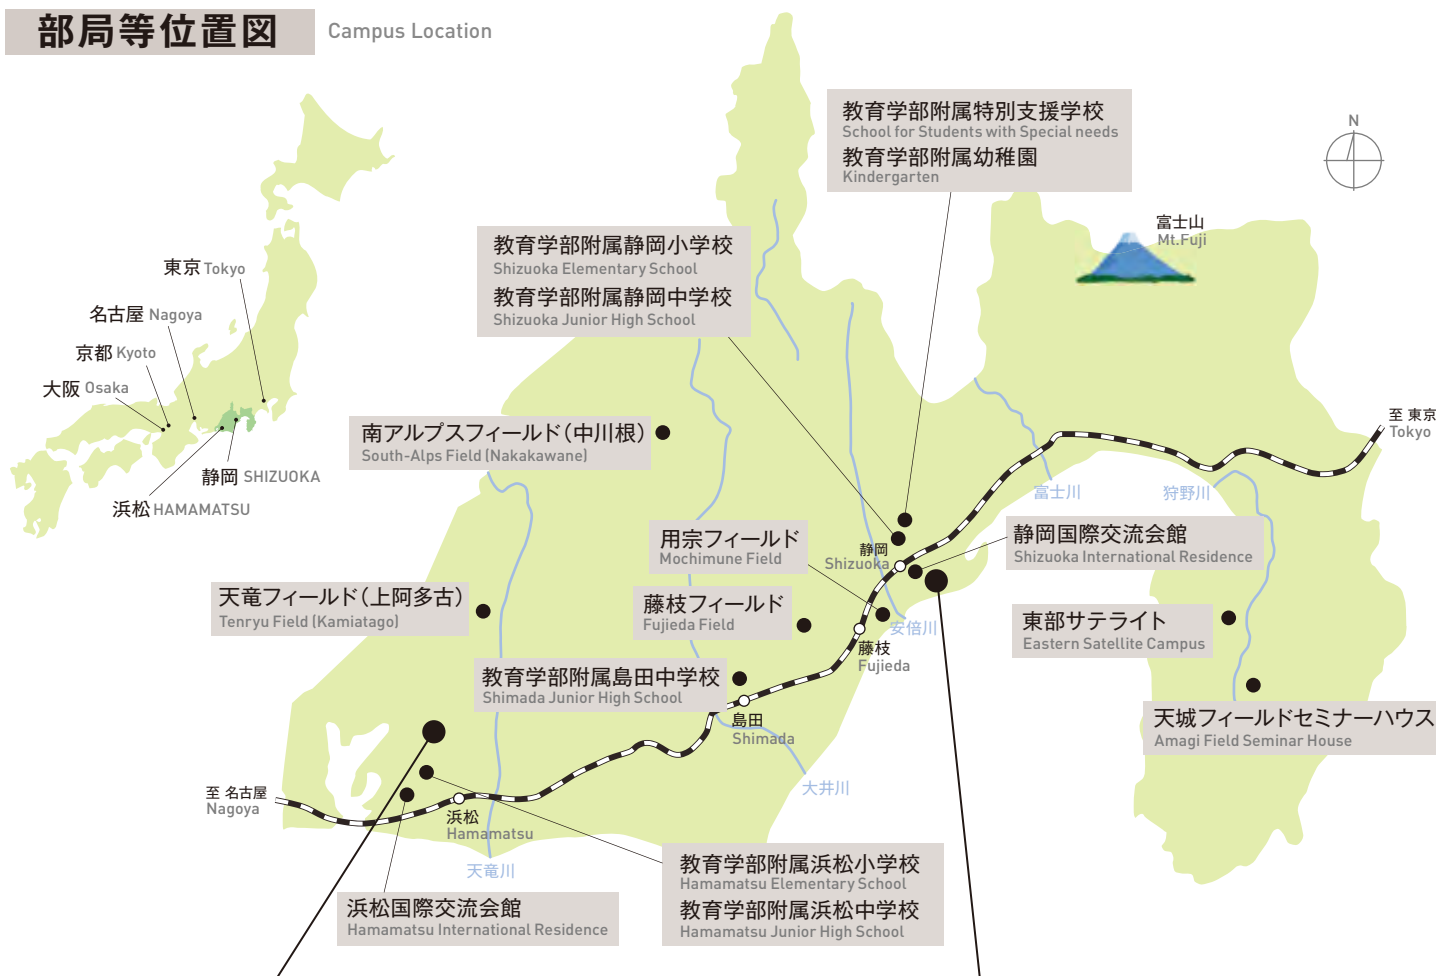 部局等位置図
Campus Location
教育学部附属特別支援学校
School for Students with Special needs
教育学部附属幼稚園
Kindergarten
N
富士山
Mt.Fuji
教育学部附属静岡小学校
Shizuoka Elementary School
教育学部附属静岡中学校
Shizuoka Junior High School
東京 Tokyo
名古屋 Nagoya
京都 Kyoto
大阪 Osaka
静岡 SHIZUOKA
浜松 HAMAMATSU
至 東京
Tokyo
南アルプスフィールド（中川根）
South-Alps Field (Nakakawane)
富士川
狩野川
用宗フィールド
Mochimune Field
静岡
Shizuoka
静岡国際交流会館
Shizuoka International Residence
天竜フィールド（上阿多古）
Tenryu Field (Kamiatago)
藤枝フィールド
Fujieda Field
安倍川
藤枝
Fujieda
東部サテライト
Eastern Satellite Campus
教育学部附属島田中学校
Shimada Junior High School
島田
Shimada
天城フィールドセミナーハウス
Amagi Field Seminar House
大井川
至 名古屋
Nagoya
浜松
Hamamatsu
天竜川
教育学部附属浜松小学校
Hamamatsu Elementary School
教育学部附属浜松中学校
Hamamatsu Junior High School
浜松国際交流会館
Hamamatsu International Residence